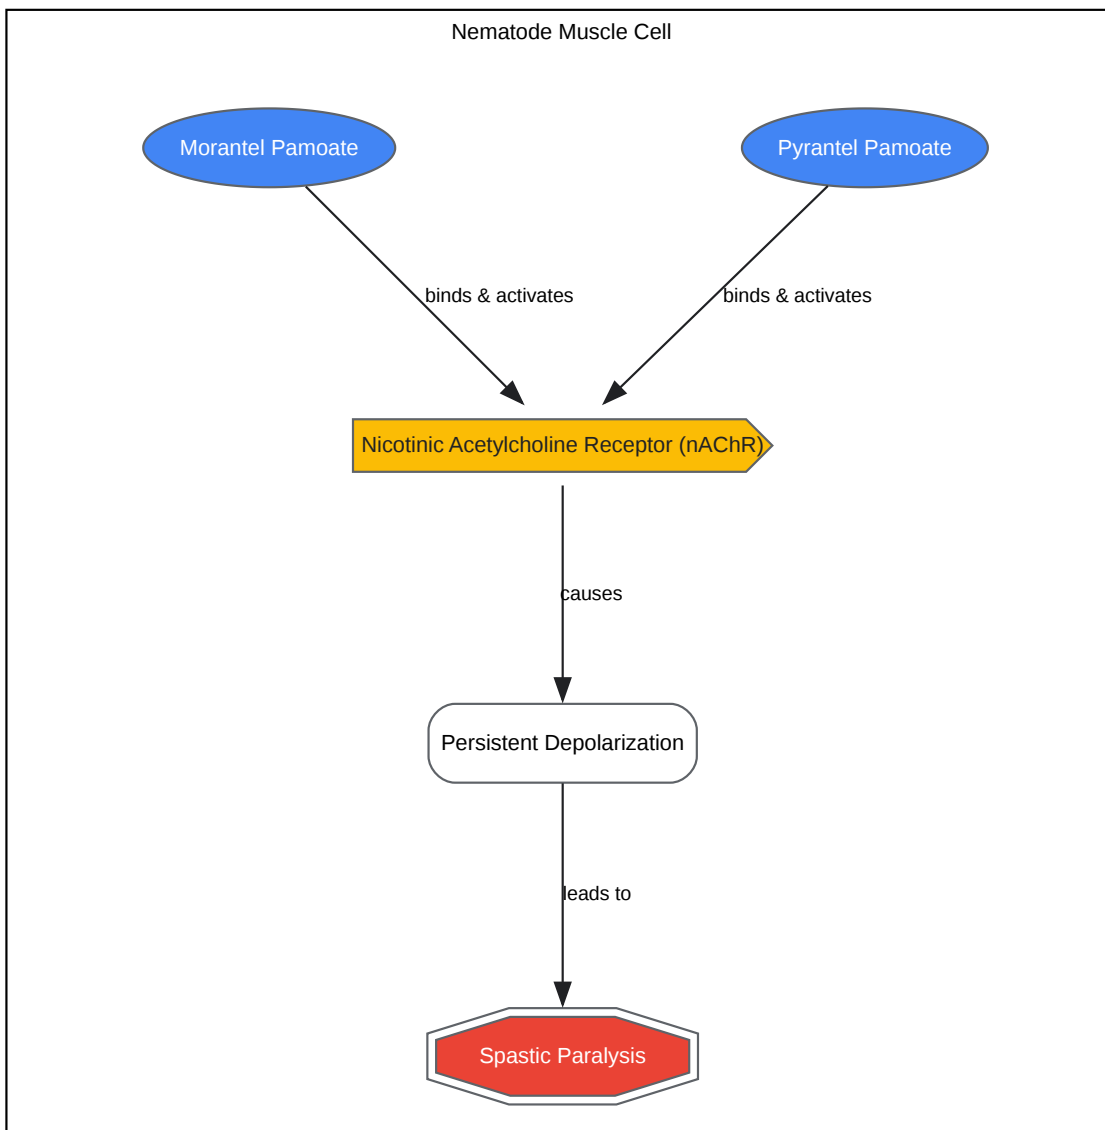 Nematode Muscle Cell
Morantel Pamoate
Pyrantel Pamoate
binds & activates
binds & activates
Nicotinic Acetylcholine Receptor (nAChR)
causes
Persistent Depolarization
leads to
Spastic Paralysis